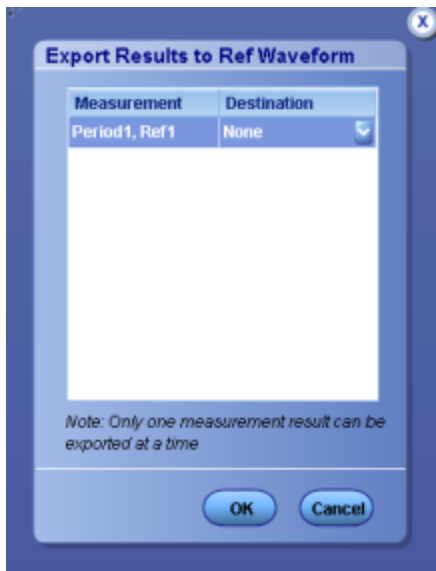 X
Export Results to Ref Waveform
Measurement Destination
Period1, Ref1 None
Note: Only one measurement result can be
exported at a time
OK Cancel